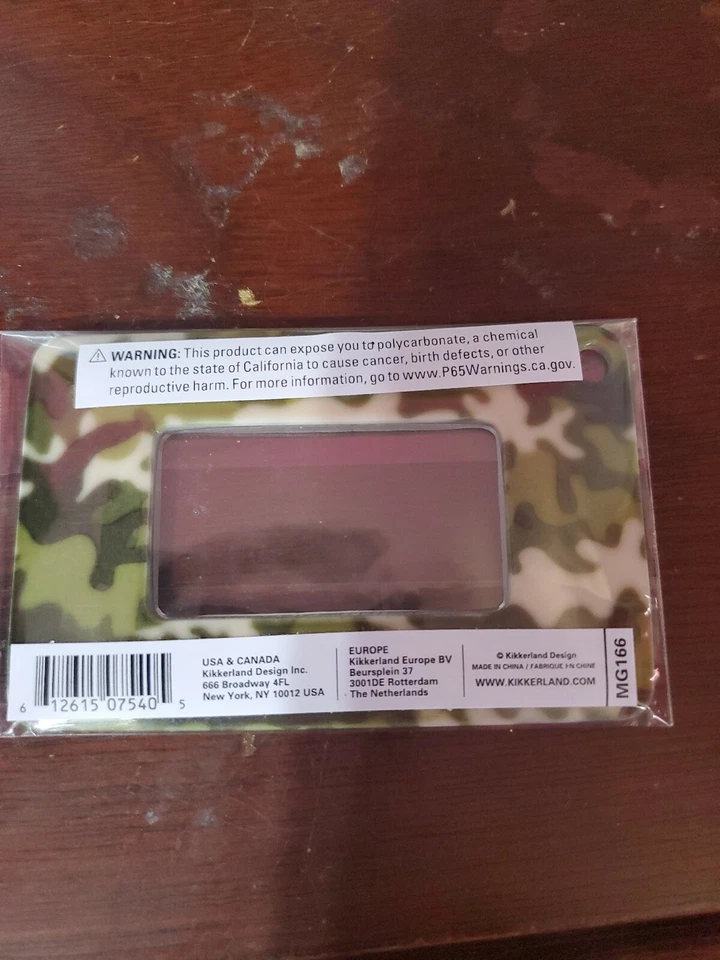 ⚠ WARNING: This product can expose you to polycarbonate, a chemical
known to the state of California to cause cancer, birth defects, or other
reproductive harm. For more information, go to www.P65Warnings.ca.gov.
6 12615 07540 5
USA & CANADA
Kikkerland Design Inc.
666 Broadway 4FL
New York, NY 10012 USA
EUROPE
Kikkerland Europe BV
Beursplein 37
3001DE Rotterdam
The Netherlands
© Kikkerland Design
MADE IN CHINA / FABRIQUÉ EN CHINE
WWW.KIKKERLAND.COM
MG166